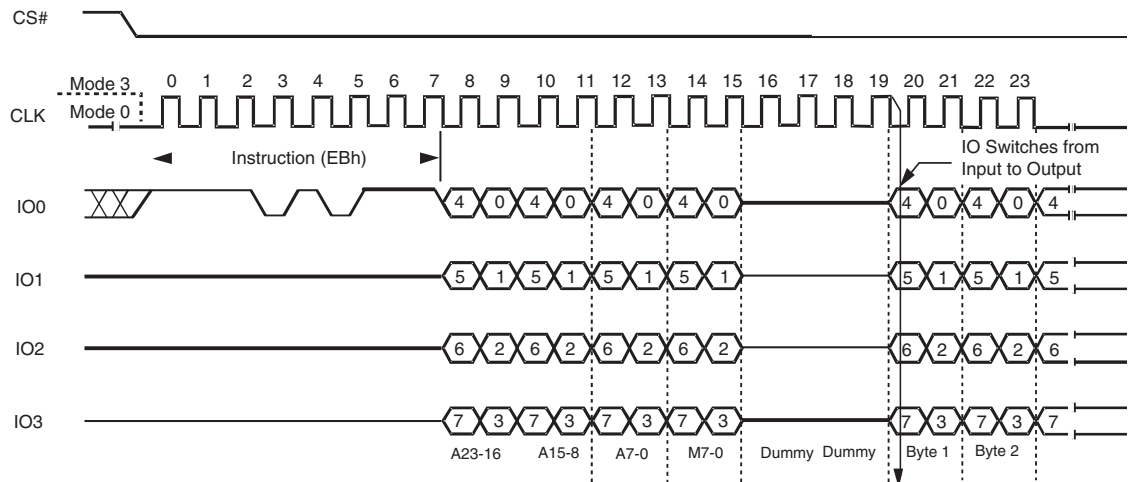 CS#
Mode 3
0 1 2 3 4 5 6 7 8 9 10 11 12 13 14 15 16 17 18 19 20 21 22 23
CLK
Mode 0
Instruction (EBh)
IO Switches from
Input to Output
IO0
4 0 4 0 4 0 4 0 4 0 4 0 4
IO1
5 1 5 1 5 1 5 1 5 1 5 1 5
IO2
6 2 6 2 6 2 6 2 6 2 6 2 6
IO3
7 3 7 3 7 3 7 3 7 3 7 3 7
A23-16 A15-8 A7-0 M7-0 Dummy Dummy Byte 1 Byte 2